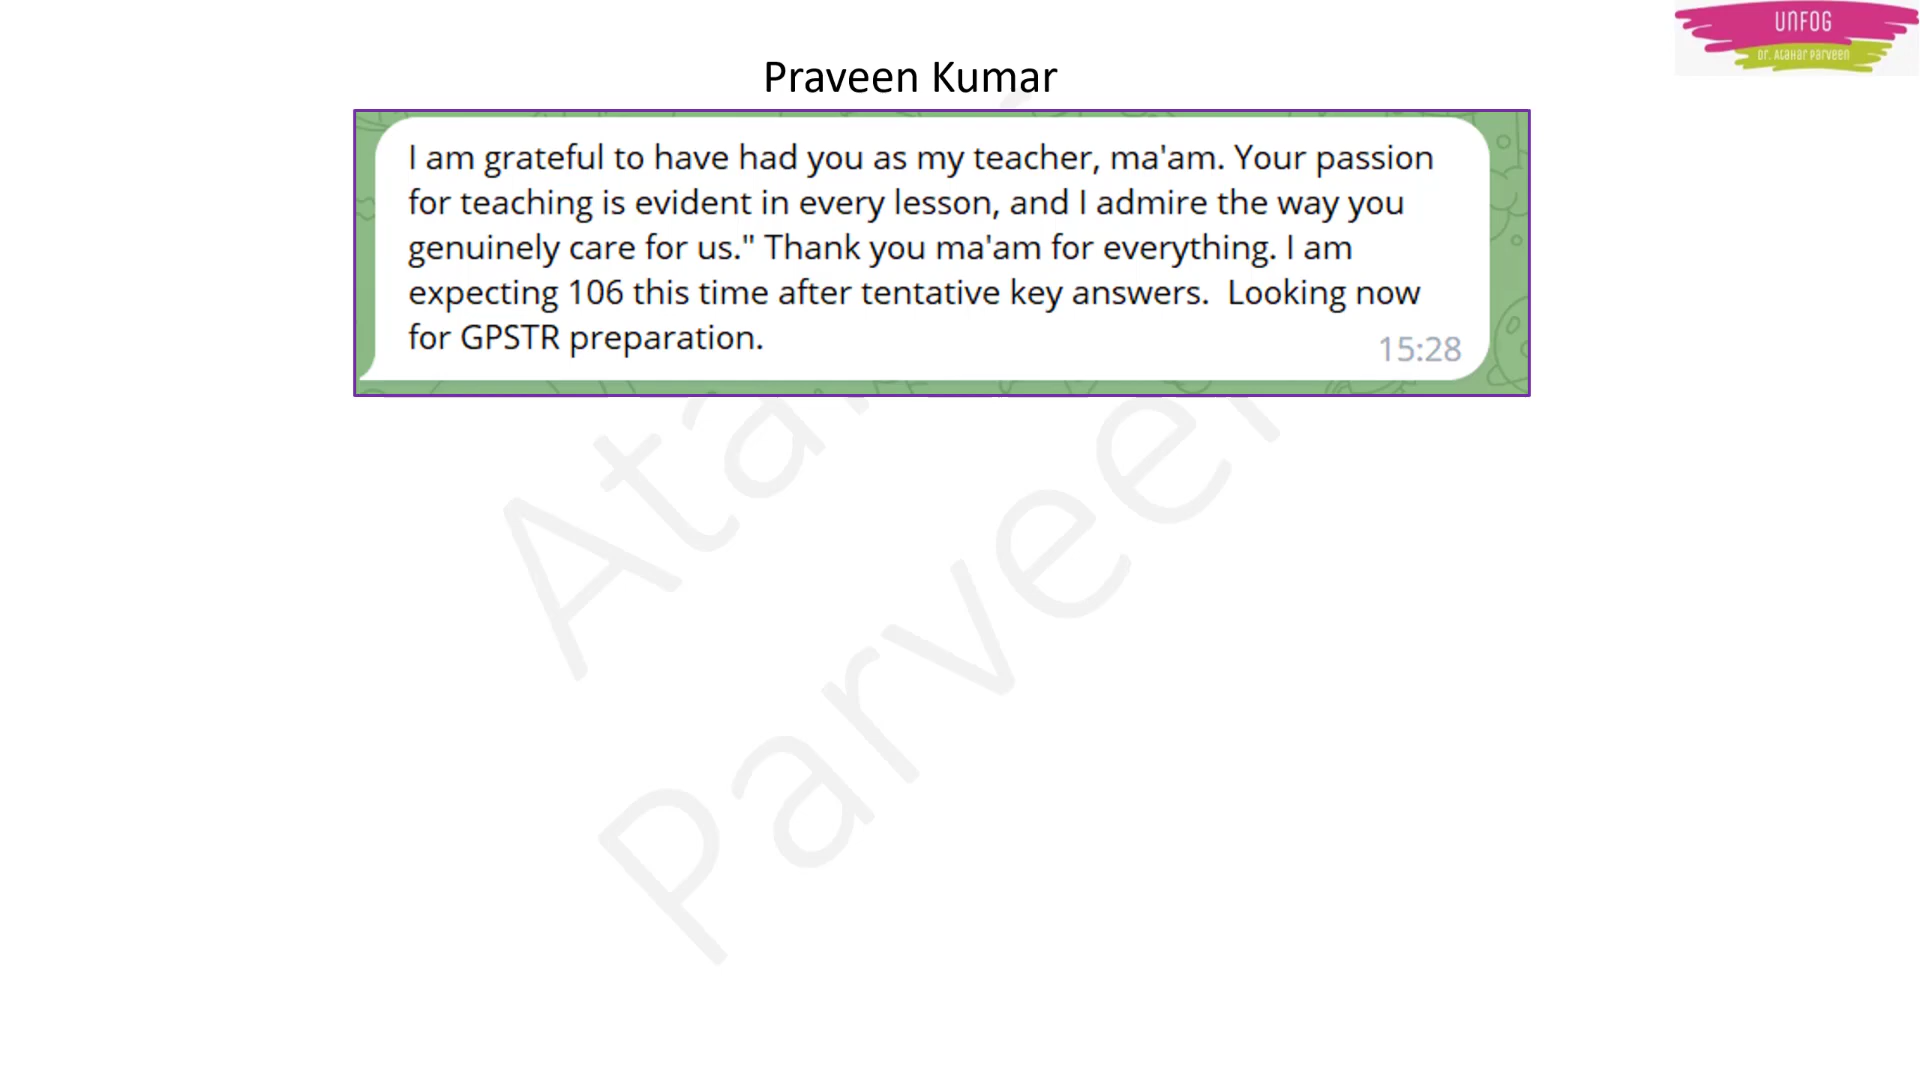 UNFOG
Dr. Atahar Parveen
Praveen Kumar
I am grateful to have had you as my teacher, ma'am. Your passion
for teaching is evident in every lesson, and I admire the way you
genuinely care for us." Thank you ma'am for everything. I am
expecting 106 this time after tentative key answers.  Looking now
for GPSTR preparation.
15:28
Parveen